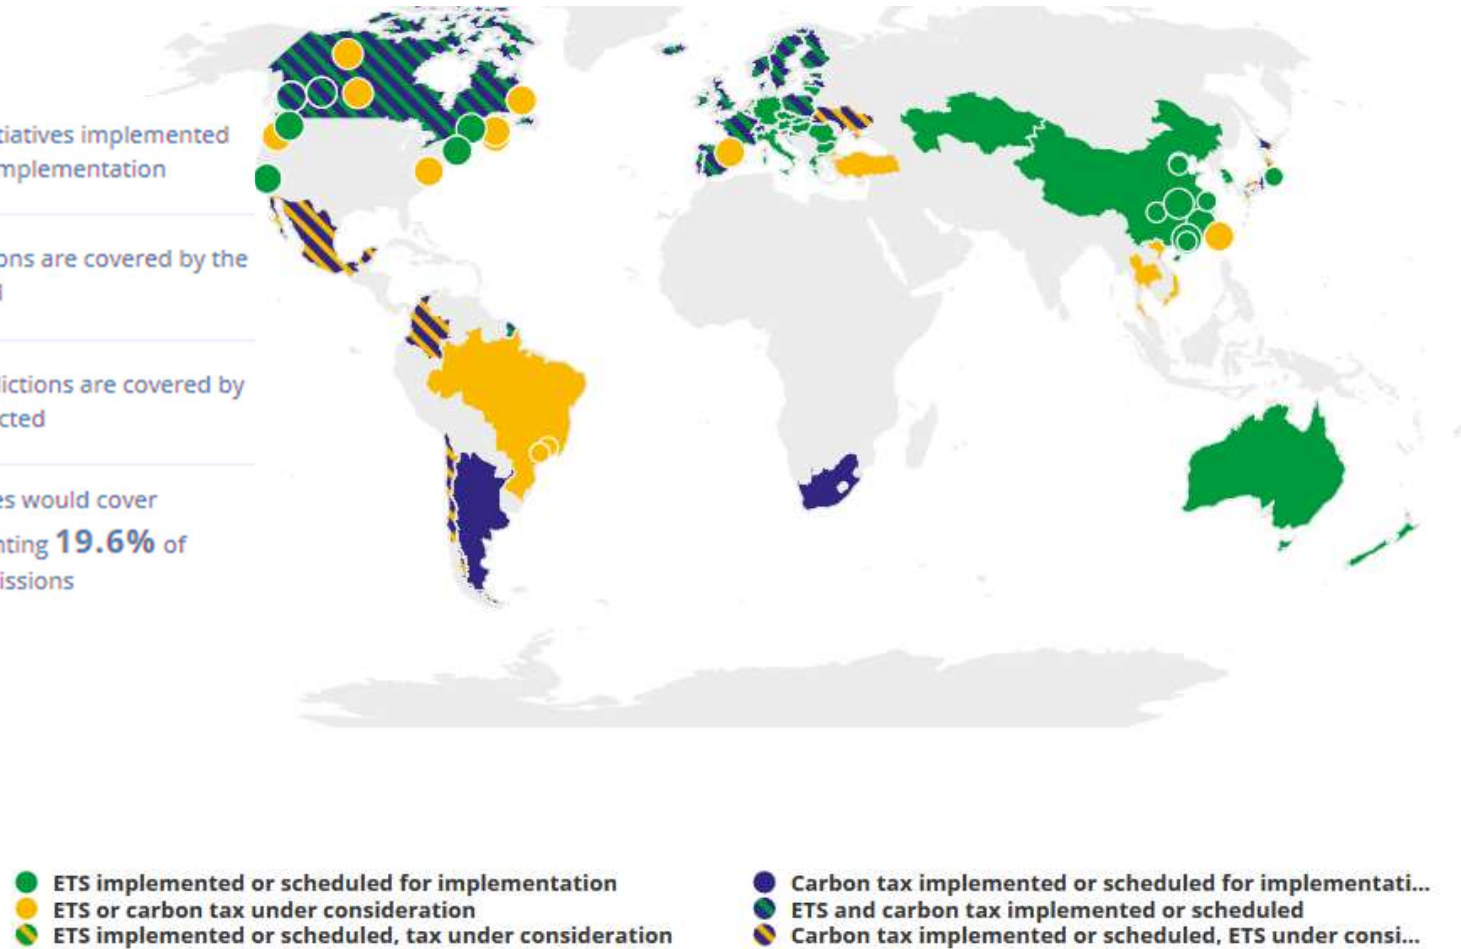 tiatives implemented
mplementation
ons are covered by the
d
lictions are covered by
cted
es would cover
nting 19.6% of
issions
ETS implemented or scheduled for implementation
ETS or carbon tax under consideration
ETS implemented or scheduled, tax under consideration
Carbon tax implemented or scheduled for implementati...
ETS and carbon tax implemented or scheduled
Carbon tax implemented or scheduled, ETS under consi...